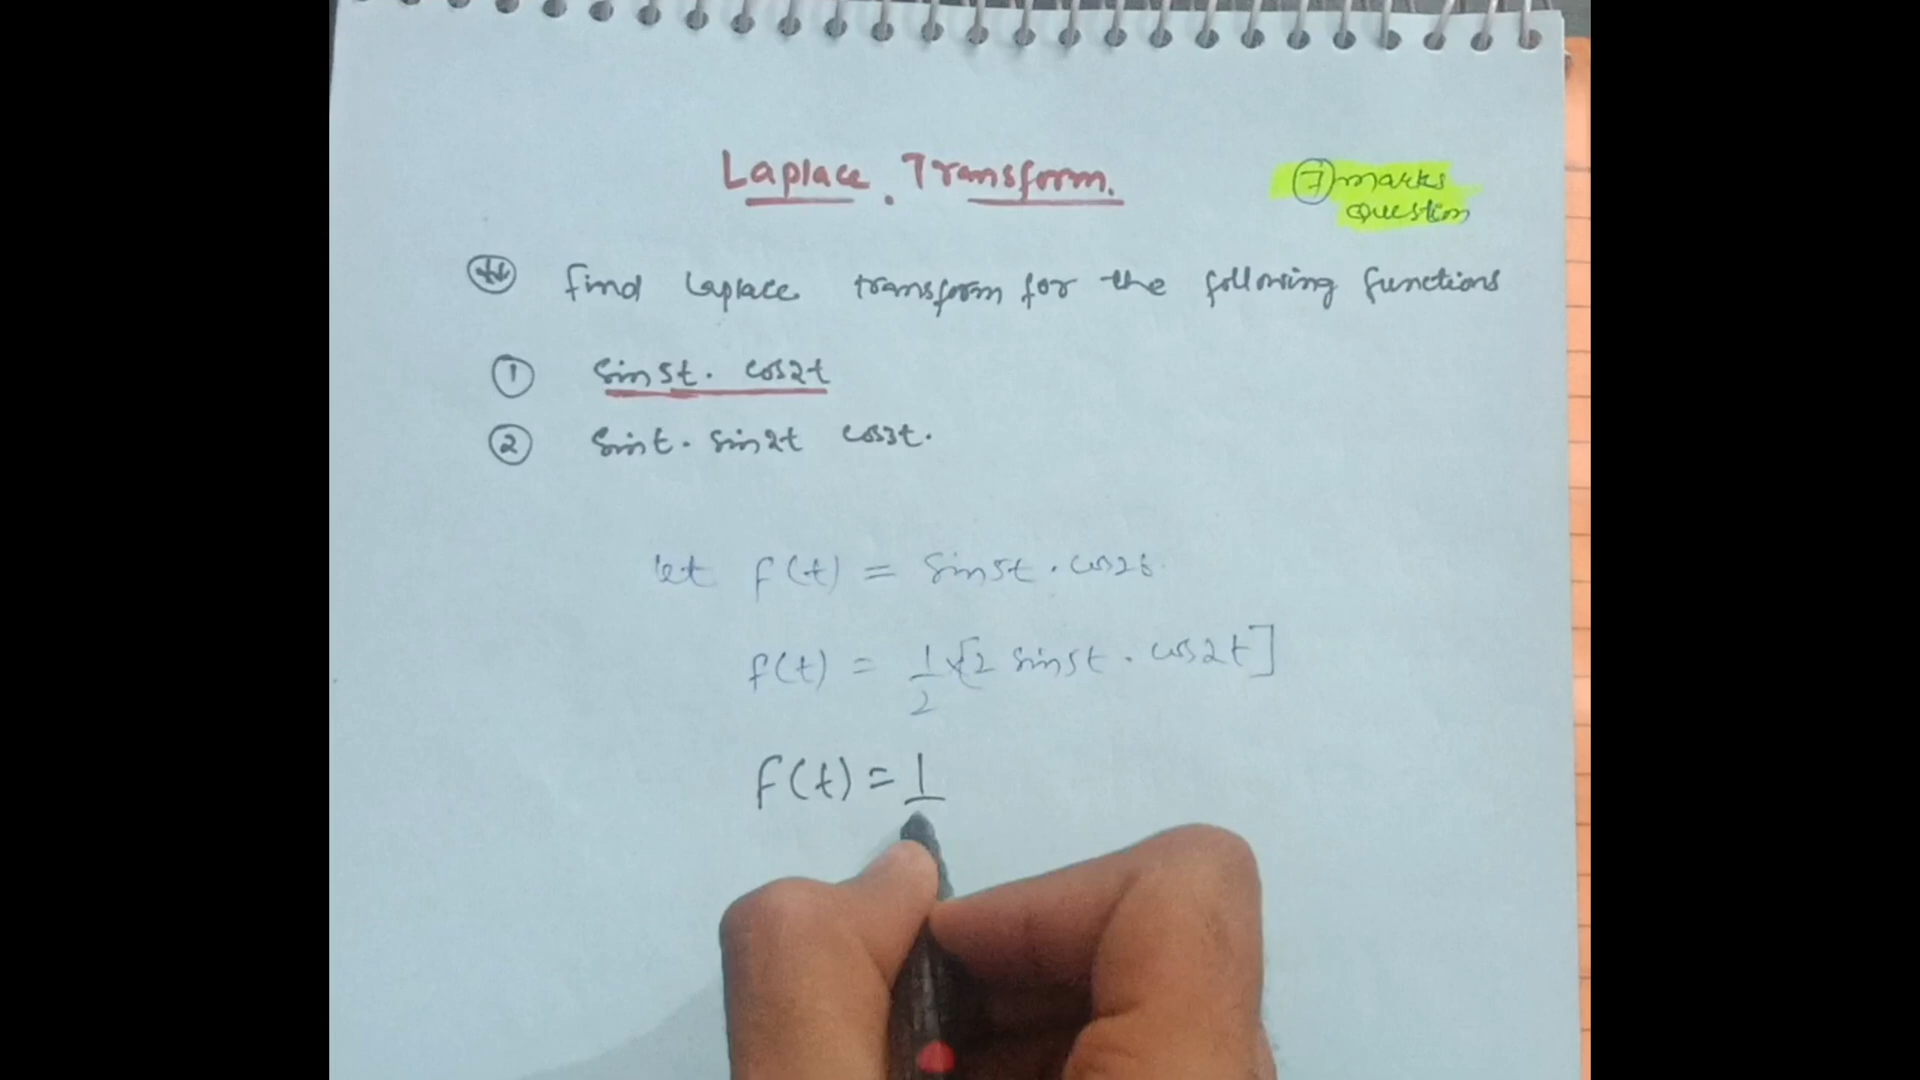 Laplace Transform.
7 marks
question
Find Laplace transform for the following functions
1 sin5t. cos2t
2 sint. sin2t cos3t.
let f(t) = sin5t. cos2t
f(t) = 1/2 [2 sin5t. cos2t]
f(t) = 1